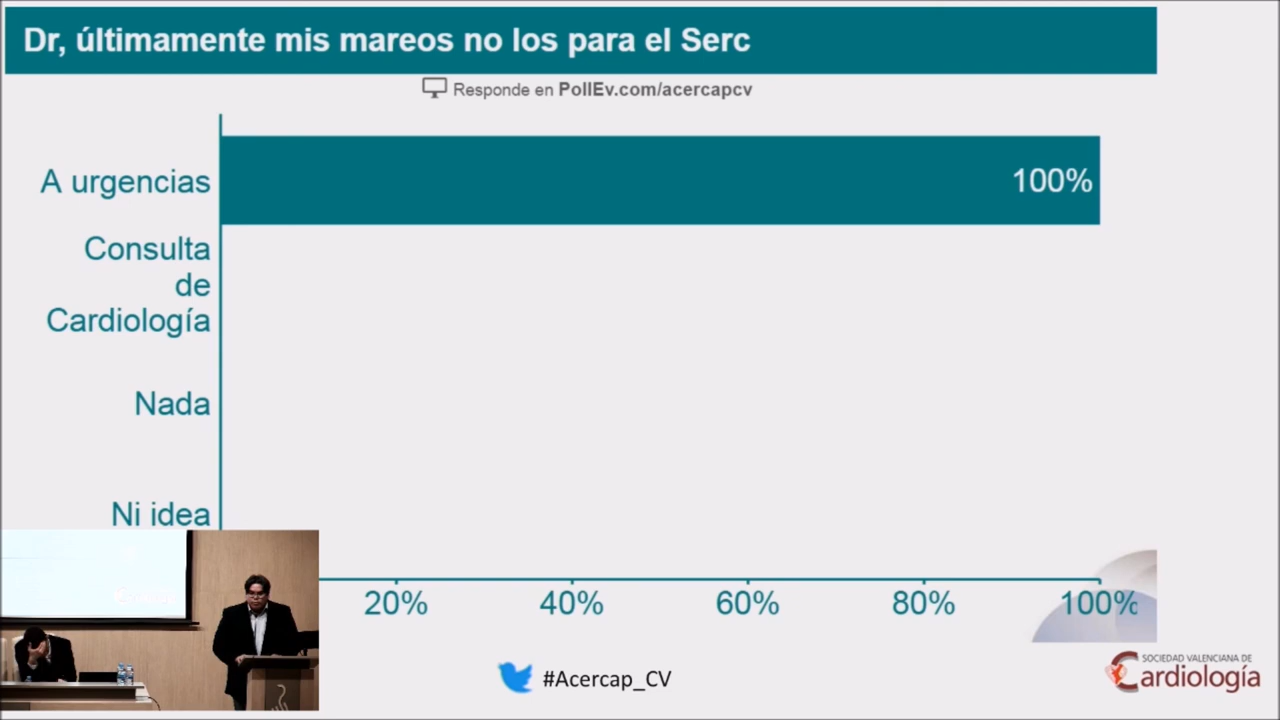 Dr, últimamente mis mareos no los para el Serc
Responde en PollEv.com/acercapcv
A urgencias
100%
Consulta
de
Cardiología
Nada
Ni idea
20%
40%
60%
80%
100%
#Acercap_CV
SOCIEDAD VALENCIANA DE
Cardiología